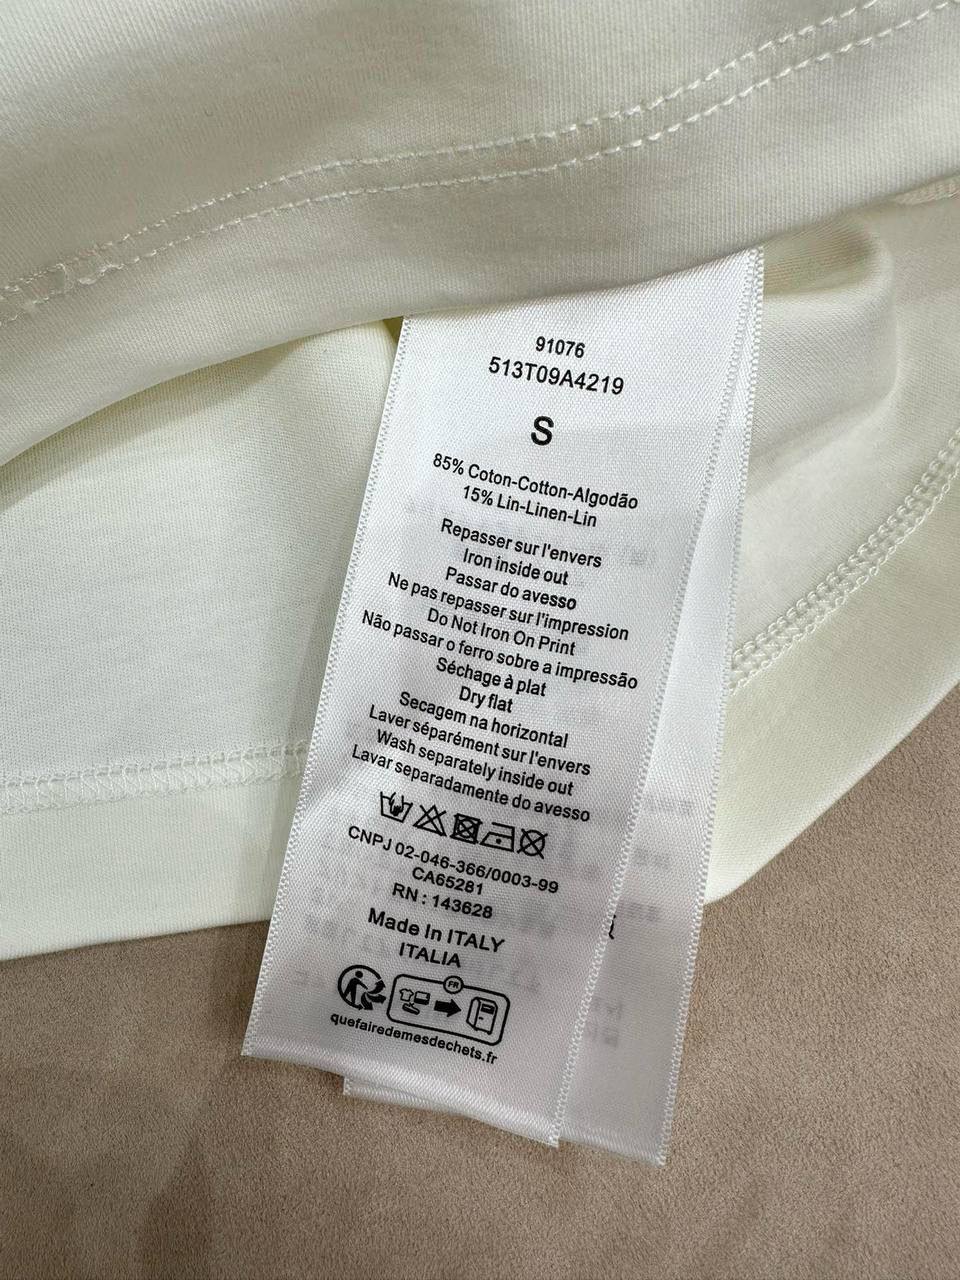 91076
513T09A4219
S
85% Coton-Cotton-Algodão
15% Lin-Linen-Lin
Repasser sur l'envers
Iron inside out
Passar do avesso
Ne pas repasser sur l'impression
Do Not Iron On Print
Não passar o ferro sobre a impressão
Séchage à plat
Dry flat
Secagem na horizontal
Laver séparément sur l'envers
Wash separately inside out
Lavar separadamente do avesso
CNPJ 02-046-366/0003-99
CA65281
RN : 143628
Made In ITALY
ITALIA
FR
quefairedemesdechets.fr